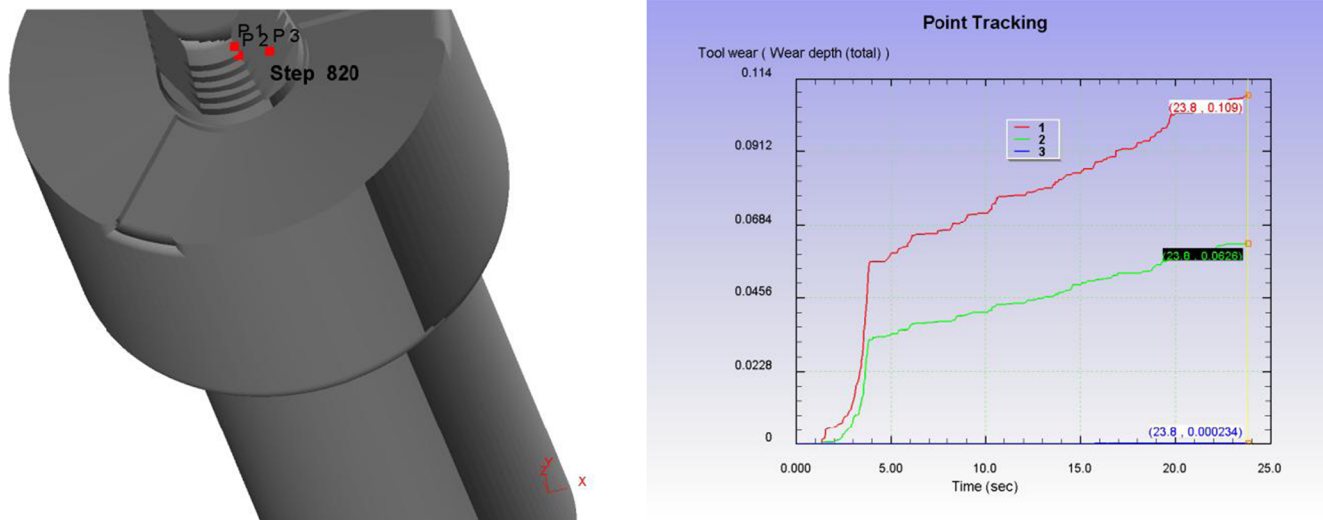 P 1
P 2 P 3
Step 820
Y
Z
X
Point Tracking
Tool wear ( Wear depth (total) )
0.114
0.0912
0.0684
0.0456
0.0228
0
(23.8 , 0.109)
1
2
3
(23.8 , 0.0626)
(23.8 , 0.000234)
0.000 5.00 10.0 15.0 20.0 25.0
Time (sec)